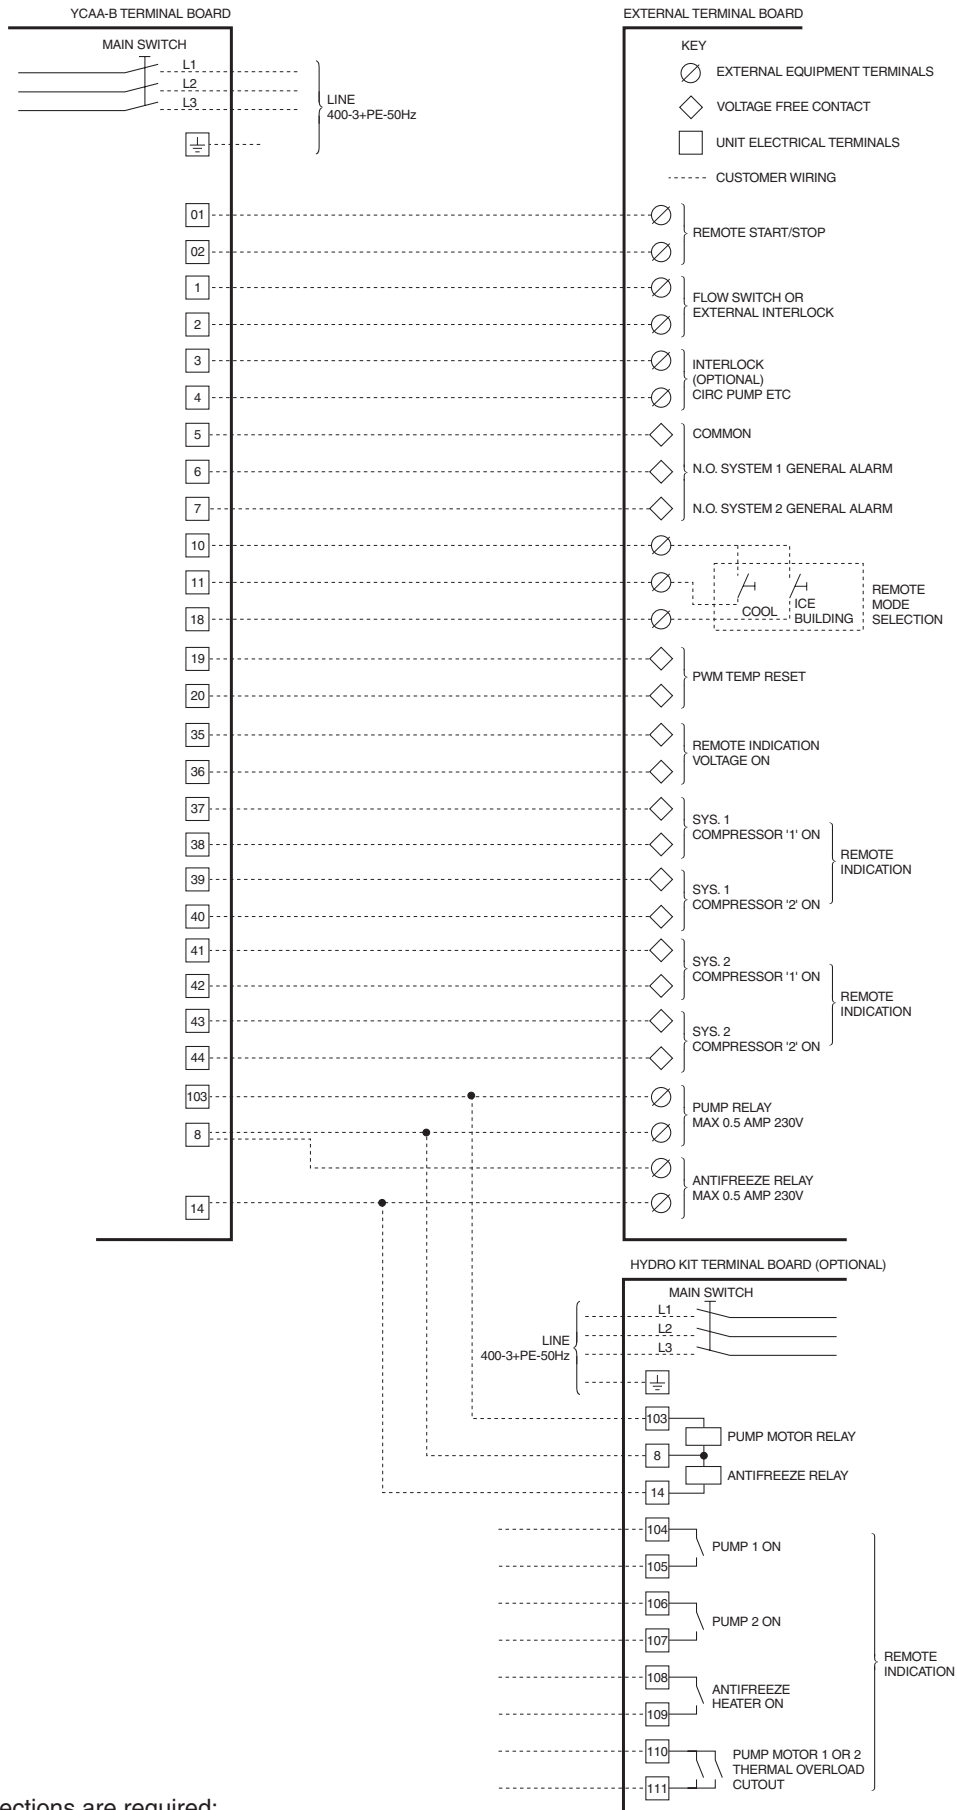 YCAA-B TERMINAL BOARD
EXTERNAL TERMINAL BOARD
MAIN SWITCH
L1
L2
L3
LINE
400-3+PE-50Hz
KEY
EXTERNAL EQUIPMENT TERMINALS
VOLTAGE FREE CONTACT
UNIT ELECTRICAL TERMINALS
CUSTOMER WIRING
01
02
REMOTE START/STOP
1
2
FLOW SWITCH OR
EXTERNAL INTERLOCK
3
4
INTERLOCK
(OPTIONAL)
CIRC PUMP ETC
5
COMMON
6
N.O. SYSTEM 1 GENERAL ALARM
7
N.O. SYSTEM 2 GENERAL ALARM
10
11
18
COOL
ICE
BUILDING
REMOTE
MODE
SELECTION
19
20
PWM TEMP RESET
35
36
REMOTE INDICATION
VOLTAGE ON
37
38
SYS. 1
COMPRESSOR '1' ON
39
40
SYS. 1
COMPRESSOR '2' ON
REMOTE
INDICATION
41
42
SYS. 2
COMPRESSOR '1' ON
43
44
SYS. 2
COMPRESSOR '2' ON
REMOTE
INDICATION
103
8
PUMP RELAY
MAX 0.5 AMP 230V
14
ANTIFREEZE RELAY
MAX 0.5 AMP 230V
HYDRO KIT TERMINAL BOARD (OPTIONAL)
MAIN SWITCH
L1
L2
L3
LINE
400-3+PE-50Hz
103
PUMP MOTOR RELAY
8
ANTIFREEZE RELAY
14
104
PUMP 1 ON
105
106
PUMP 2 ON
107
108
ANTIFREEZE
HEATER ON
109
110
PUMP MOTOR 1 OR 2
THERMAL OVERLOAD
CUTOUT
111
REMOTE
INDICATION
ections are required: